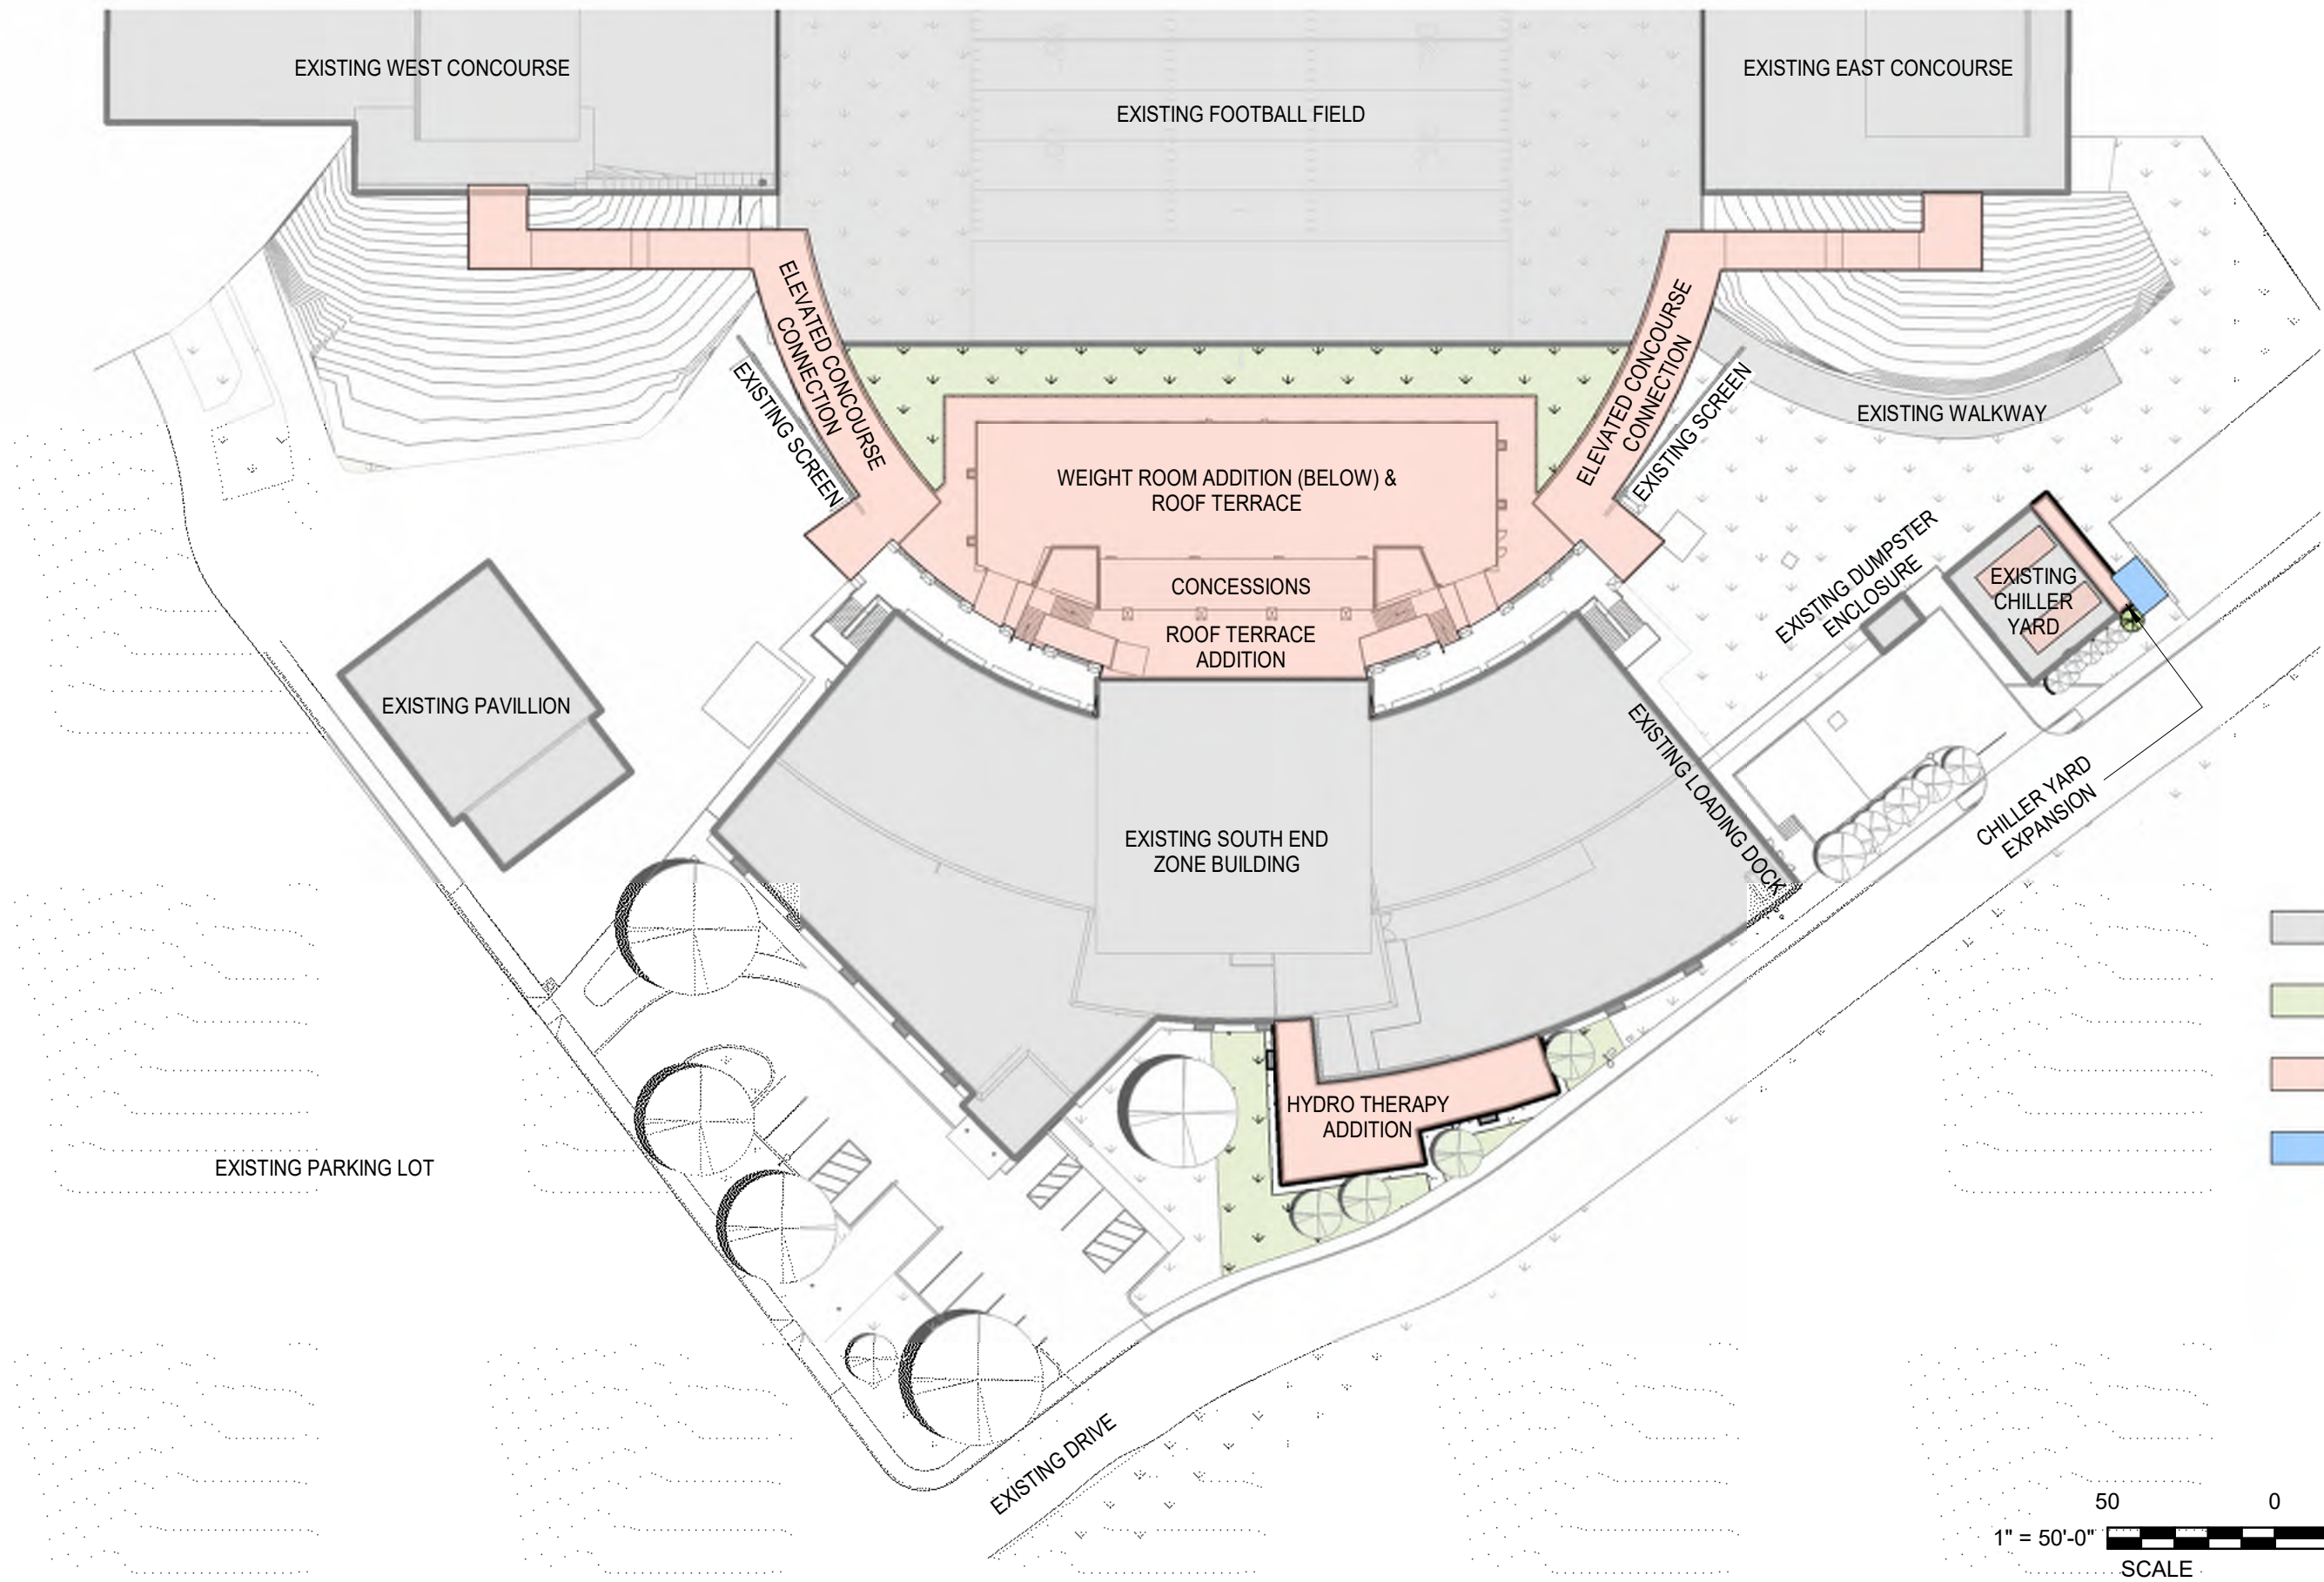 EXISTING WEST CONCOURSE
EXISTING FOOTBALL FIELD
EXISTING EAST CONCOURSE
ELEVATED CONCOURSE
CONNECTION
ELEVATED CONCOURSE
CONNECTION
EXISTING SCREEN
EXISTING SCREEN
EXISTING WALKWAY
WEIGHT ROOM ADDITION (BELOW) &
ROOF TERRACE
CONCESSIONS
ROOF TERRACE
ADDITION
EXISTING DUMPSTER
ENCLOSURE
EXISTING
CHILLER
YARD
EXISTING PAVILLION
EXISTING LOADING DOCK
CHILLER YARD
EXPANSION
EXISTING SOUTH END
ZONE BUILDING
HYDRO THERAPY
ADDITION
EXISTING PARKING LOT
EXISTING DRIVE
50 0
1" = 50'-0"
SCALE